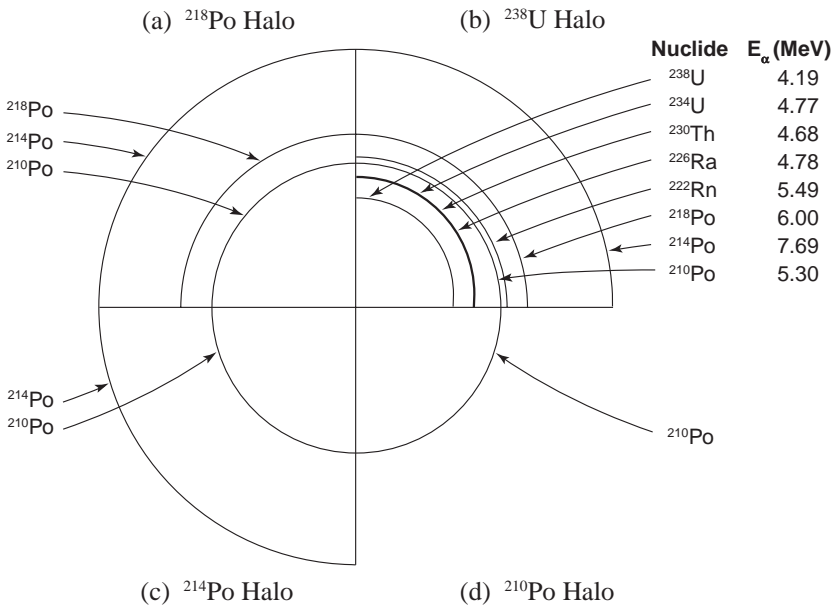 (a) ²¹⁸Po Halo
(b) ²³⁸U Halo
Nuclide E_α (MeV)
²³⁸U 4.19
²³⁴U 4.77
²³⁰Th 4.68
²²⁶Ra 4.78
²²²Rn 5.49
²¹⁸Po 6.00
²¹⁴Po 7.69
²¹⁰Po 5.30
²¹⁸Po
²¹⁴Po
²¹⁰Po
²¹⁴Po
²¹⁰Po
²¹⁰Po
(c) ²¹⁴Po Halo
(d) ²¹⁰Po Halo